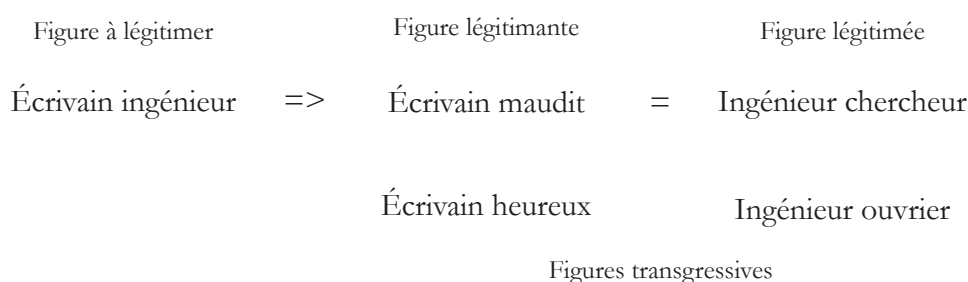 Figure à légitimer Figure légitimante Figure légitimée
Écrivain ingénieur => Écrivain maudit = Ingénieur chercheur
Écrivain heureux Ingénieur ouvrier
Figures transgressives